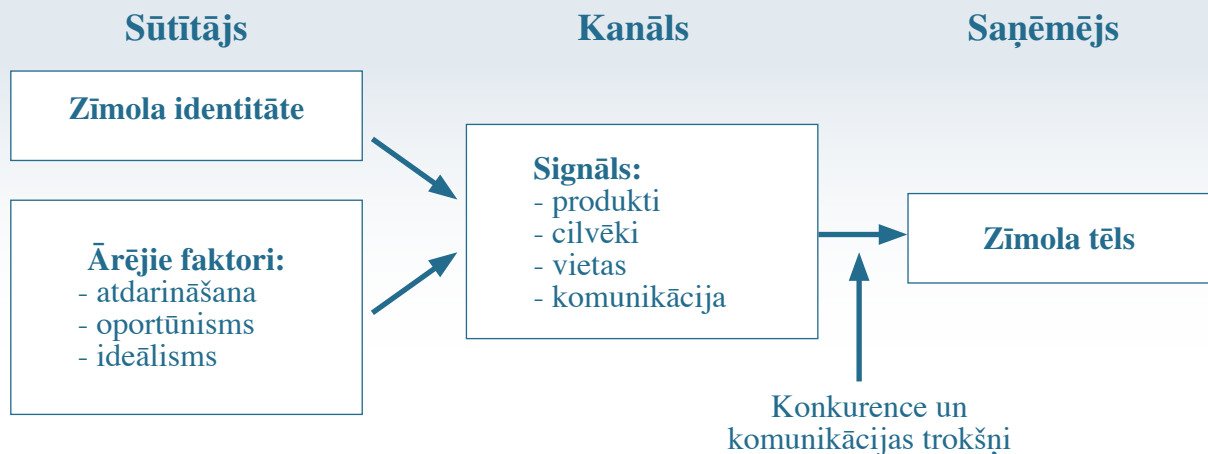 Sūtītājs
Kanāls
Saņēmējs
Zīmola identitāte
Ārējie faktori:
- atdarināšana
- oportūnisms
- ideālisms
Signāls:
- produkti
- cilvēki
- vietas
- komunikācija
Zīmola tēls
Konkurence un
komunikācijas trokšņi